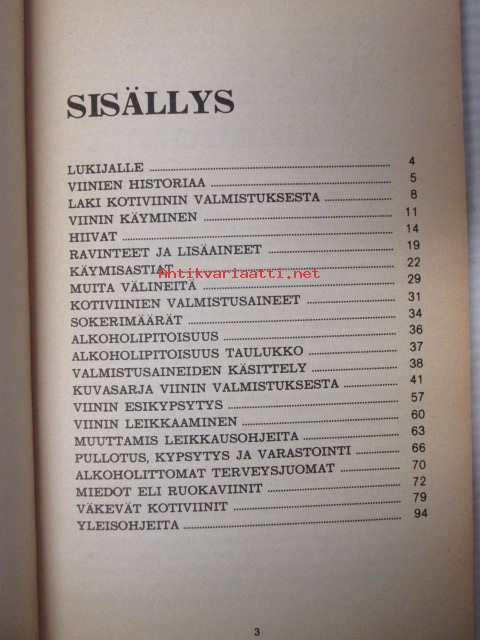 SISÄLLYS
LUKIJALLE 4
VIINIEN HISTORIAA 5
LAKI KOTIVIININ VALMISTUKSESTA 8
VIININ KÄYMINEN 11
HIIVAT 14
RAVINTEET JA LISÄAINEET 19
KÄYMISASTIAT 22
Antikvariaatti.net
MUITA VÄLINEITÄ 29
KOTIVIINIEN VALMISTUSAINEET 31
SOKERIMÄÄRÄT 34
ALKOHOLIPITOISUUS 36
ALKOHOLIPITOISUUS TAULUKKO 37
VALMISTUSAINEIDEN KÄSITTELY 38
KUVASARJA VIININ VALMISTUKSESTA 41
VIININ ESIKYPSYTYS 57
VIININ LEIKKAAMINEN 60
MUUTTAMIS LEIKKAUSOHJEITA 63
PULLOTUS, KYPSYTYS JA VARASTOINTI 66
ALKOHOLITTOMAT TERVEYSJUOMAT 70
MIEDOT ELI RUOKAVIINIT 72
VÄKEVÄT KOTIVIINIT 79
YLEISOHJEITA 94
3